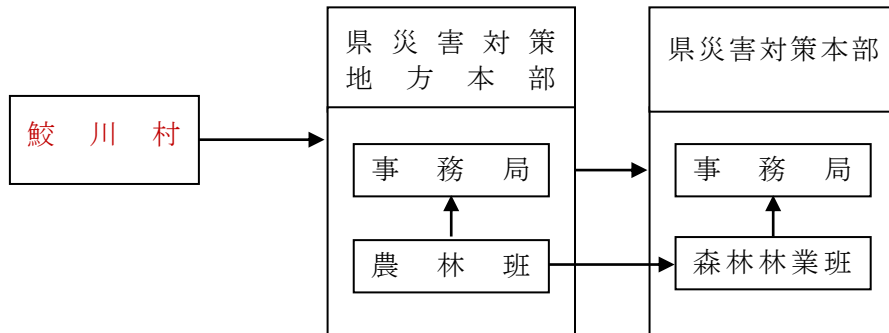 鮫川村
県災害対策
地方本部
事務局
農林班
県災害対策本部
事務局
森林林業班